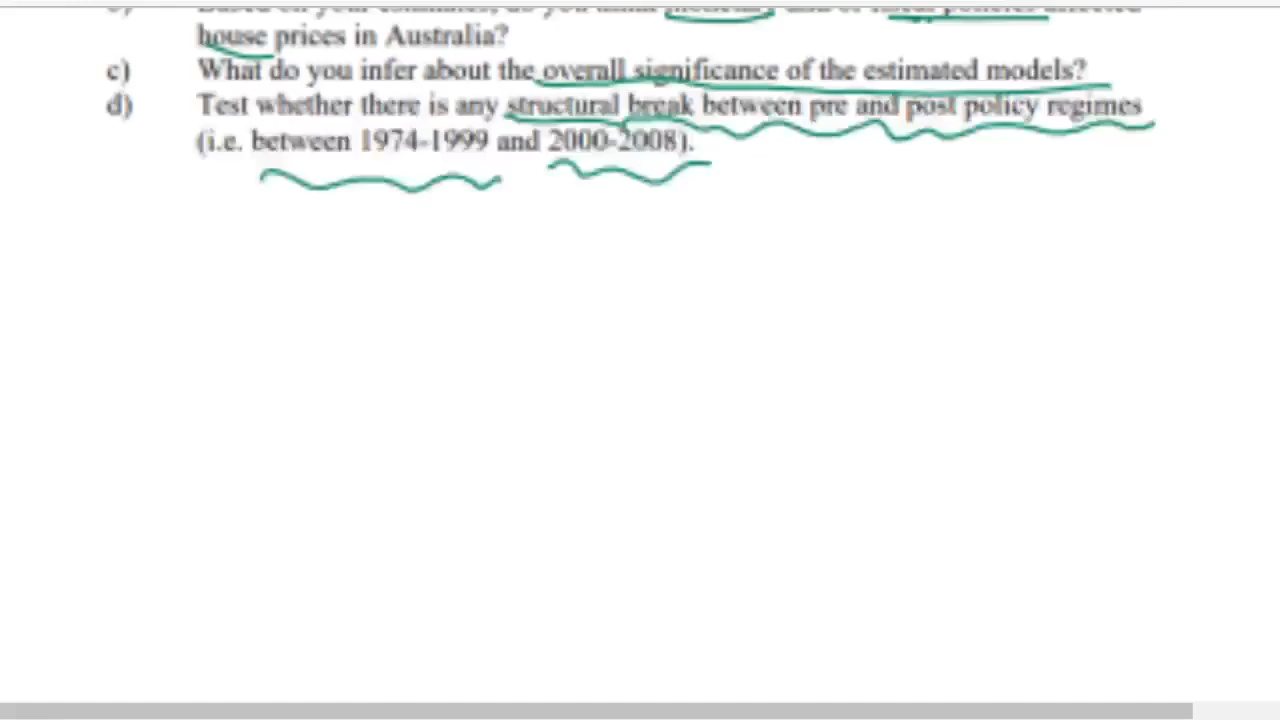 house prices in Australia?
c) What do you infer about the overall significance of the estimated models?
d) Test whether there is any structural break between pre and post policy regimes
(i.e. between 1974-1999 and 2000-2008).